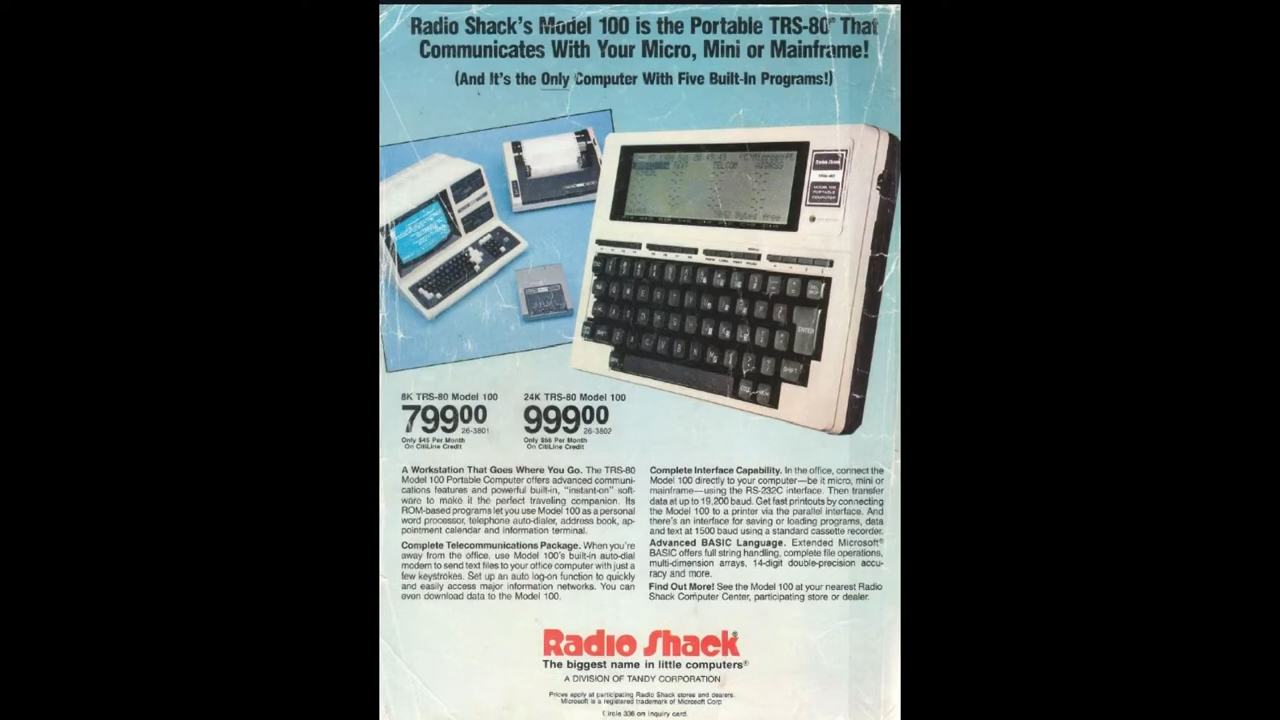 Radio Shack's Model 100 is the Portable TRS-80® That
Communicates With Your Micro, Mini or Mainframe!
(And It's the Only Computer With Five Built-In Programs!)
Radio Shack
MODEL 100
PORTABLE
COMPUTER
TEXT TELCOM ADDRSS
Bytes free
ENTER
SHIFT
8K TRS-80 Model 100
24K TRS-80 Model 100
799⁰⁰
26-3801
999⁰⁰
26-3802
Only $45 Per Month
On CitiLine Credit
Only $56 Per Month
On CitiLine Credit
A Workstation That Goes Where You Go. The TRS-80
Model 100 Portable Computer offers advanced communi-
cations features and powerful built-in, "instant-on" soft-
ware to make it the perfect traveling companion. Its
ROM-based programs let you use Model 100 as a personal
word processor, telephone auto-dialer, address book, ap-
pointment calendar and information terminal.
Complete Telecommunications Package. When you're
away from the office, use Model 100's built-in auto-dial
modem to send text files to your office computer with just a
few keystrokes. Set up an auto log-on function to quickly
and easily access major information networks. You can
even download data to the Model 100.
Complete Interface Capability. In the office, connect the
Model 100 directly to your computer—be it micro, mini or
mainframe—using the RS-232C interface. Then transfer
data at up to 19,200 baud. Get fast printouts by connecting
the Model 100 to a printer via the parallel interface. And
there's an interface for saving or loading programs, data
and text at 1500 baud using a standard cassette recorder.
Advanced BASIC Language. Extended Microsoft®
BASIC offers full string handling, complete file operations,
multi-dimension arrays, 14-digit double-precision accu-
racy and more.
Find Out More! See the Model 100 at your nearest Radio
Shack Computer Center, participating store or dealer.
Radio Shack®
The biggest name in little computers®
A DIVISION OF TANDY CORPORATION
Prices apply at participating Radio Shack stores and dealers.
Microsoft is a registered trademark of Microsoft Corp
Circle 336 on inquiry card.